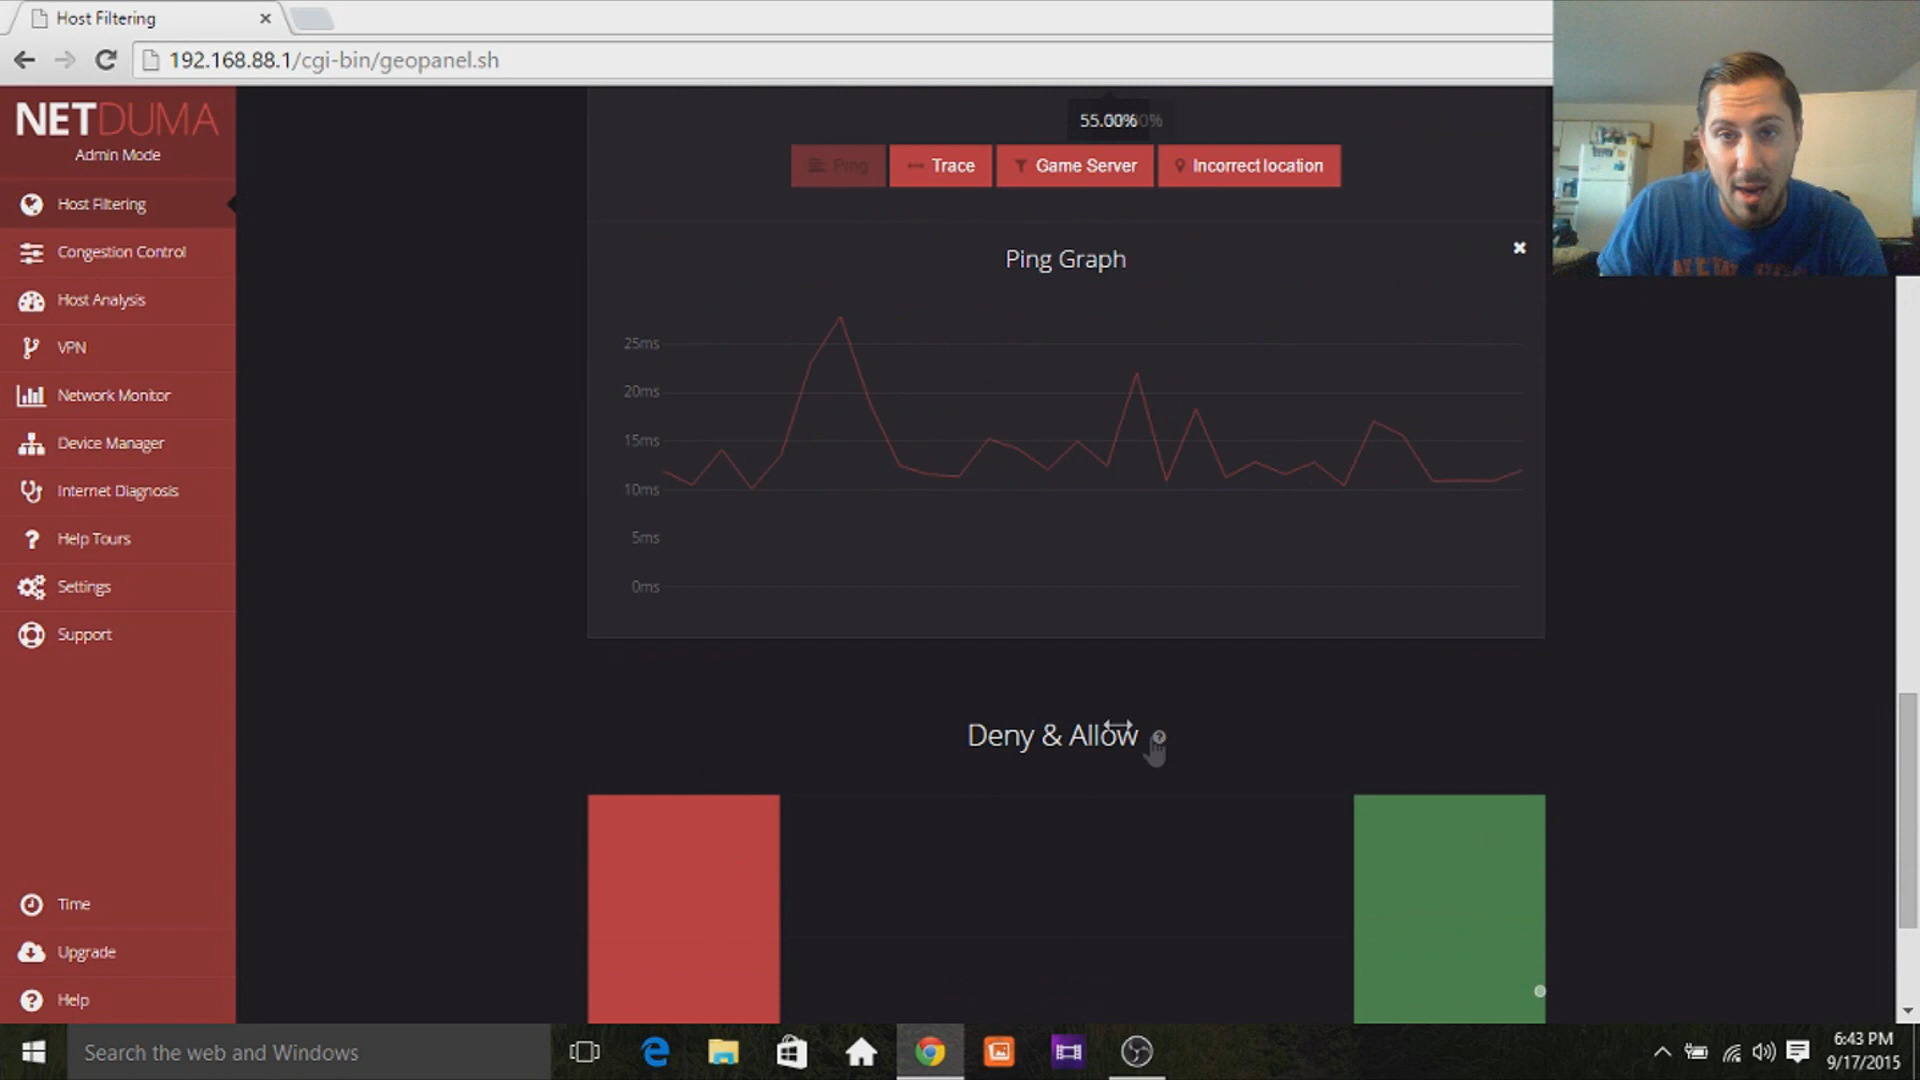 Host Filtering
192.168.88.1/cgi-bin/geopanel.sh
NETDUMA
Admin Mode
Host Filtering
Congestion Control
Host Analysis
VPN
Network Monitor
Device Manager
Internet Diagnosis
Help Tours
Settings
Support
Time
Upgrade
Help
55.00%
Ping
Trace
Game Server
Incorrect location
Ping Graph
25ms
20ms
15ms
10ms
5ms
0ms
Deny & Allow
Search the web and Windows
6:43 PM
9/17/2015